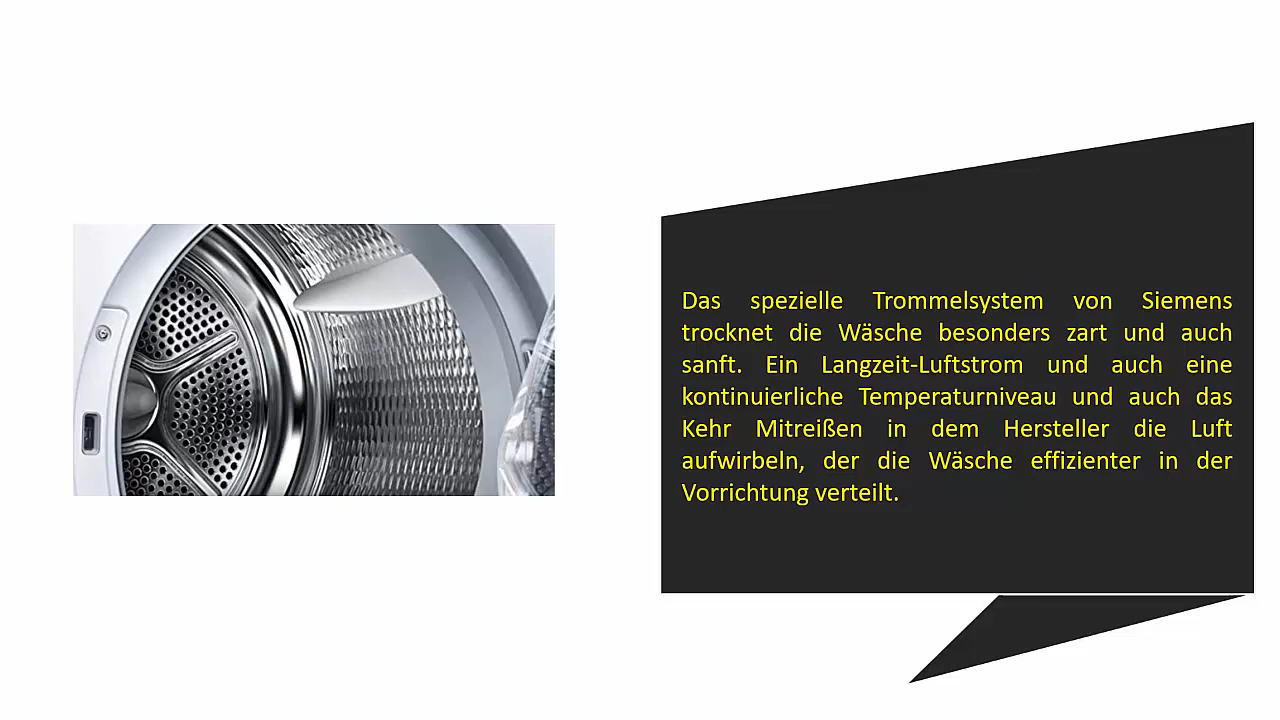 Das spezielle Trommelsystem von Siemens
trocknet die Wäsche besonders zart und auch
sanft. Ein Langzeit-Luftstrom und auch eine
kontinuierliche Temperaturniveau und auch das
Kehr Mitreißen in dem Hersteller die Luft
aufwirbeln, der die Wäsche effizienter in der
Vorrichtung verteilt.